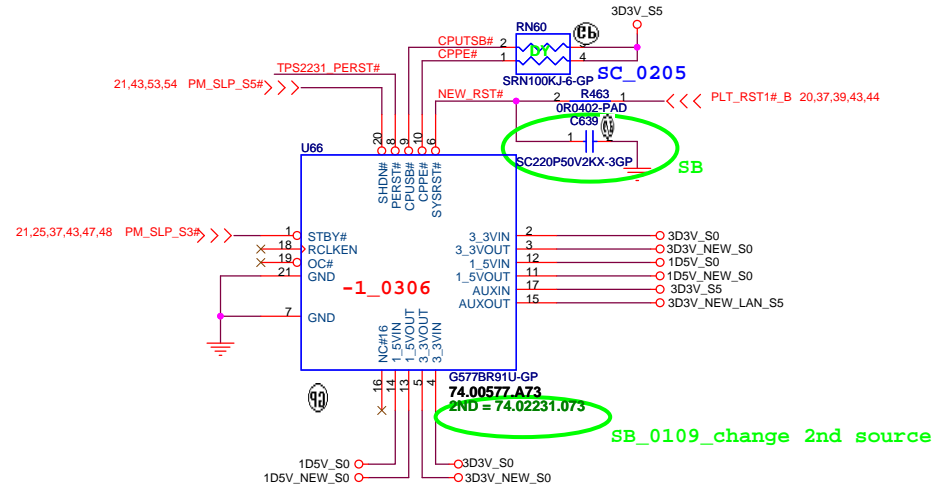 3D3V_S5
RN60
CPUTSB# 2 3
CPPE# 1 4
DY
SRN100KJ-6-GP
SC_0205
TPS2231_PERST#
21,43,53,54 PM_SLP_S5#
NEW_RST#
2 R463 1
0R0402-PAD
PLT_RST1#_B 20,37,39,43,44
C639
1 2
SC220P50V2KX-3GP
SB
U66
20 8 9 10 6
SHDN#
PERST#
CPUSB#
CPPE#
SYSRST#
21,25,37,43,47,48 PM_SLP_S3#
1 STBY#
18 RCLKEN
19 OC#
21 GND
7 GND
3_3VIN 2 3D3V_S0
3_3VOUT 3 3D3V_NEW_S0
1_5VIN 12 1D5V_S0
1_5VOUT 11 1D5V_NEW_S0
AUXIN 17 3D3V_S5
AUXOUT 15 3D3V_NEW_LAN_S5
-1_0306
NC#16
1_5VIN
1_5VOUT
3_3VOUT
3_3VIN
16 14 13 5 4
G577BR91U-GP
74.00577.A73
2ND = 74.02231.073
SB_0109_change 2nd source
1D5V_S0
1D5V_NEW_S0
3D3V_S0
3D3V_NEW_S0